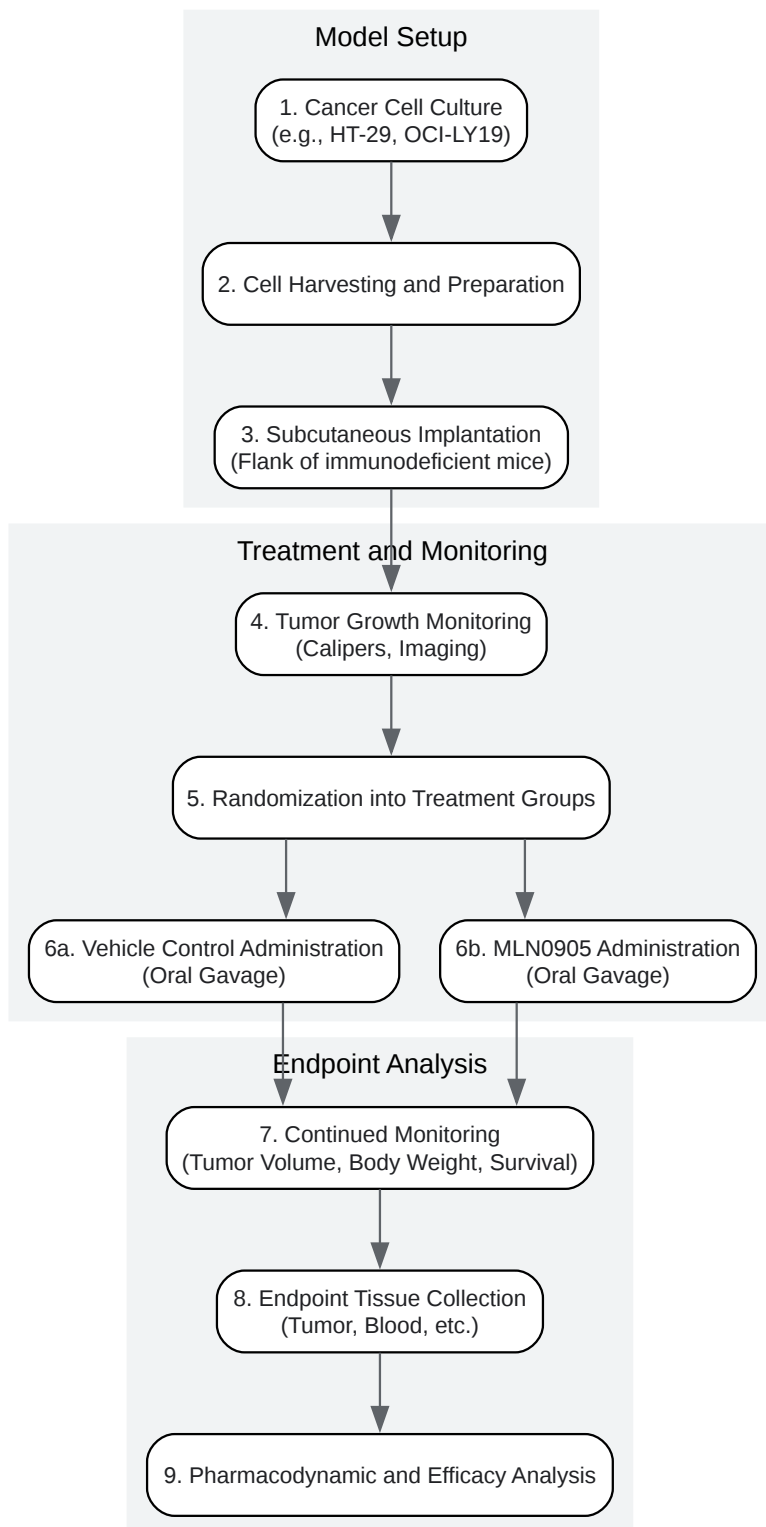 Model Setup
1. Cancer Cell Culture
(e.g., HT-29, OCI-LY19)
2. Cell Harvesting and Preparation
3. Subcutaneous Implantation
(Flank of immunodeficient mice)
Treatment and Monitoring
4. Tumor Growth Monitoring
(Calipers, Imaging)
5. Randomization into Treatment Groups
6a. Vehicle Control Administration
(Oral Gavage)
6b. MLN0905 Administration
(Oral Gavage)
Endpoint Analysis
7. Continued Monitoring
(Tumor Volume, Body Weight, Survival)
8. Endpoint Tissue Collection
(Tumor, Blood, etc.)
9. Pharmacodynamic and Efficacy Analysis